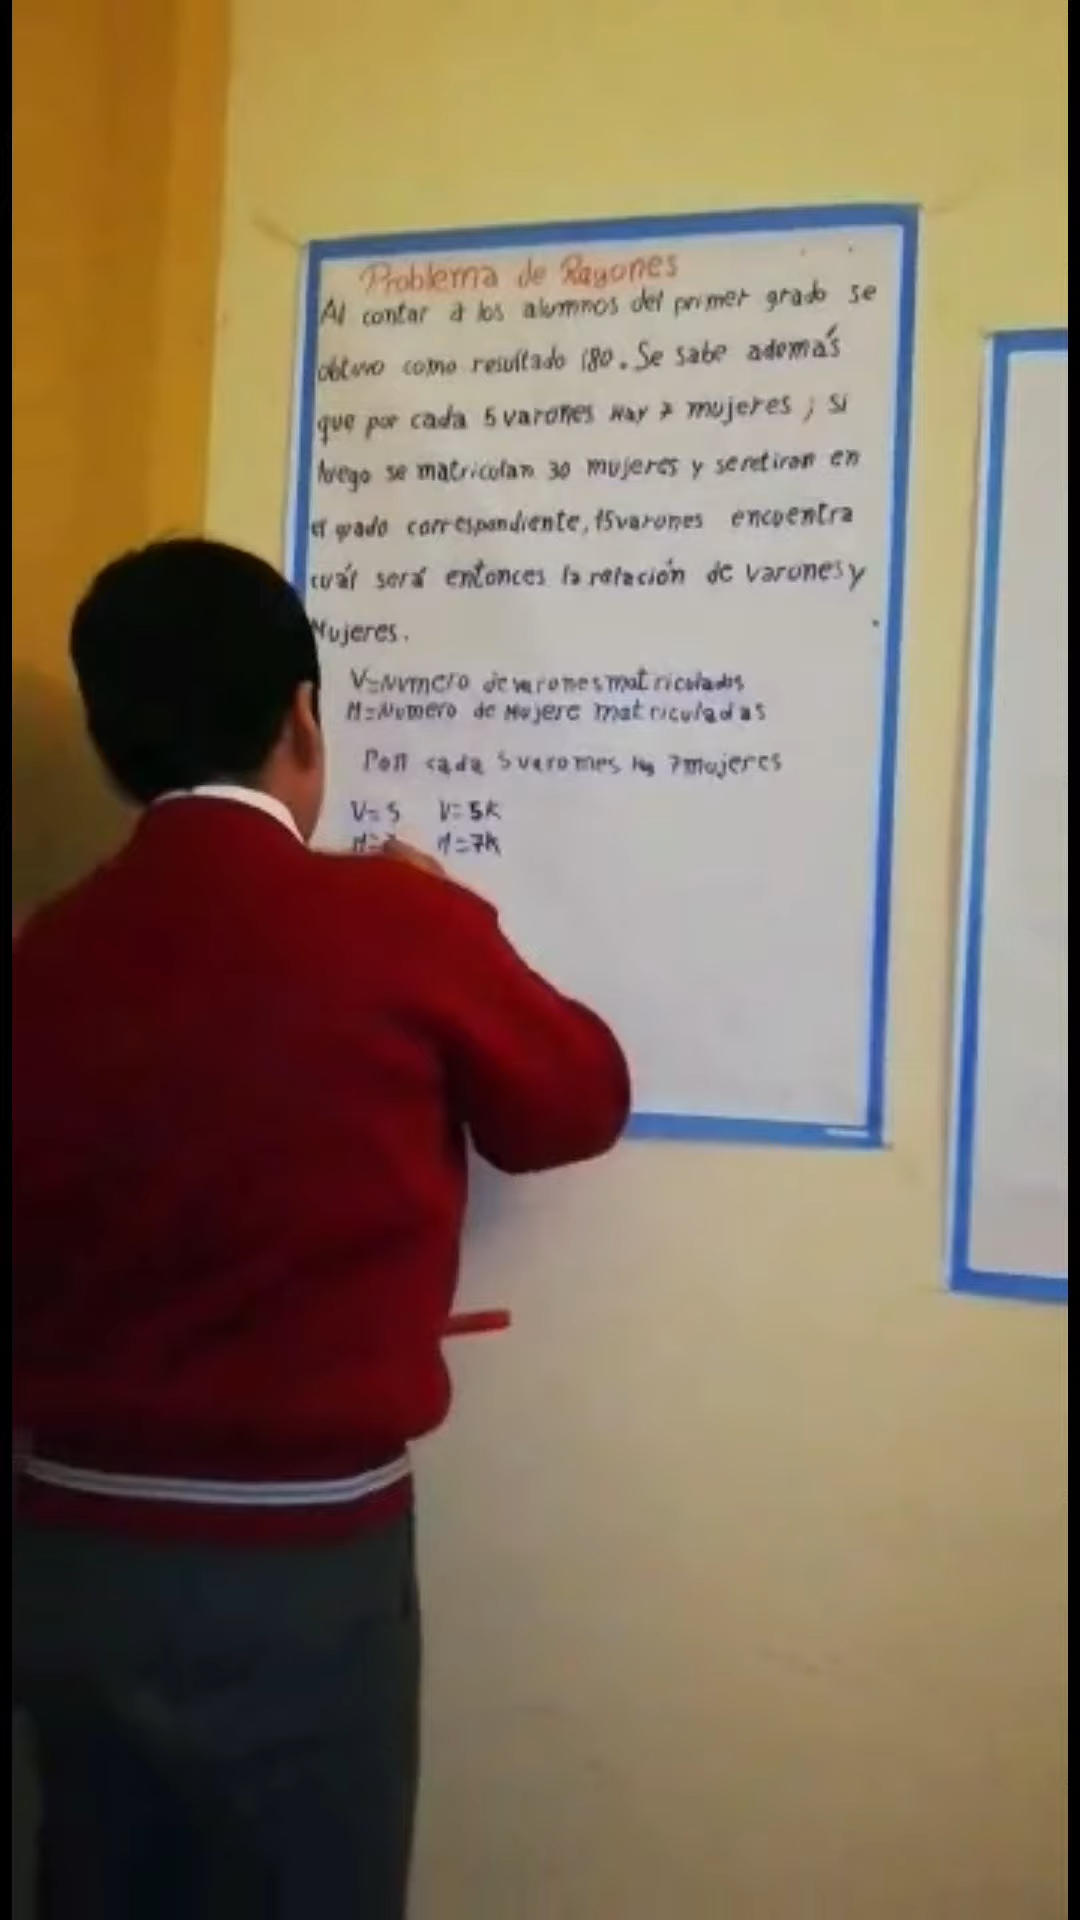 Problema de Razones
Al contar a los alumnos del primer grado se
obtuvo como resultado 180. Se sabe además
que por cada 5 varones Hay 7 mujeres ; si
luego se matriculan 30 mujeres y se retiran en
el grado correspondiente, 15 varones encuentra
cuál será entonces la relación de varones y
Mujeres.
V=Numero de varones matriculados
M=Numero de Mujere matriculadas
Por cada 5 varomes hay 7 mujeres
V=5 V=5K
M= M=7K